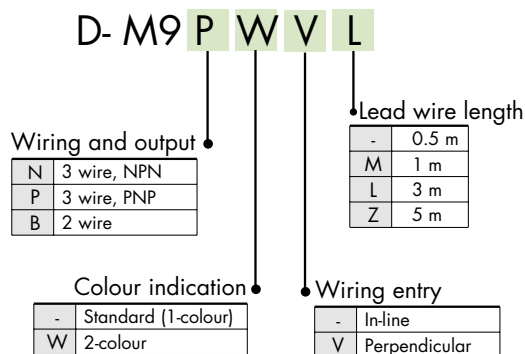 D- M9 P W V L
Lead wire length
- 0.5 m
M 1 m
L 3 m
Z 5 m
Wiring and output
N 3 wire, NPN
P 3 wire, PNP
B 2 wire
Colour indication
- Standard (1-colour)
W 2-colour
Wiring entry
- In-line
V Perpendicular